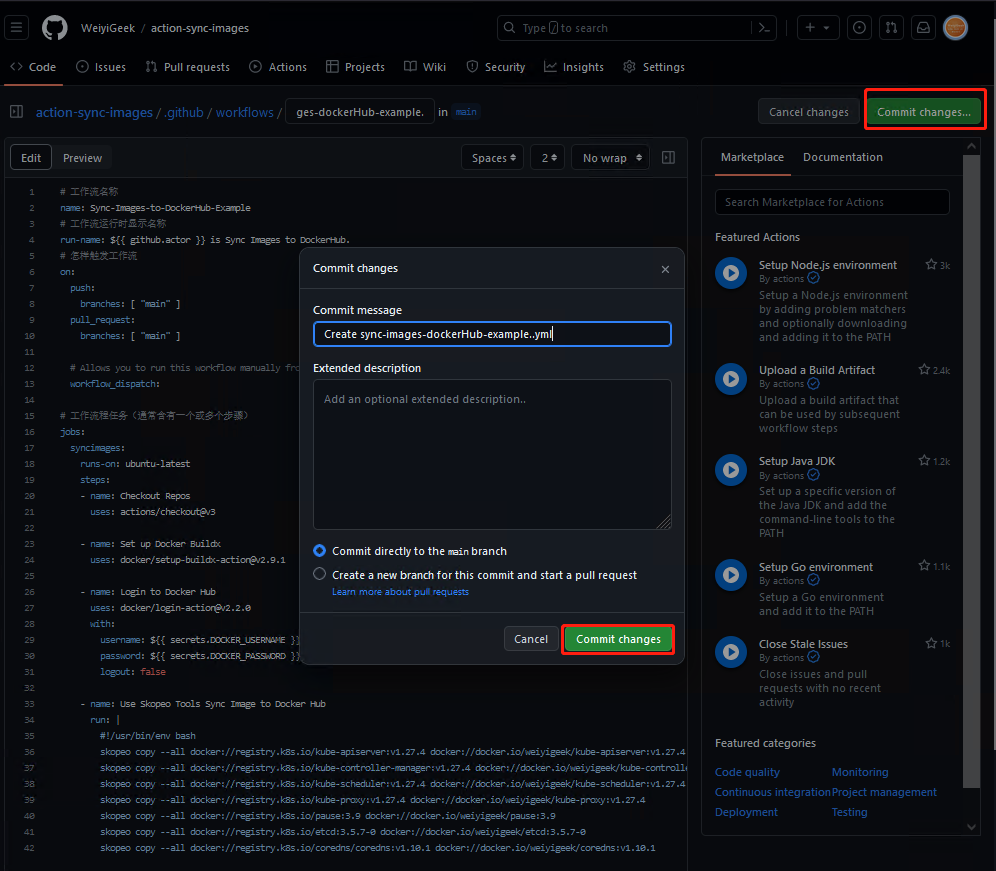 WeiyiGeek / action-sync-images
Type / to search
Code Issues Pull requests Actions Projects Wiki Security Insights Settings
action-sync-images / .github / workflows / ges-dockerHub-example. in main
Cancel changes Commit changes...
Edit Preview
Spaces 2 No wrap
1 # 工作流名称
2 name: Sync-Images-to-DockerHub-Example
3 # 工作流运行时显示名称
4 run-name: ${{ github.actor }} is Sync Images to DockerHub.
5 # 怎样触发工作流
6 on:
7 push:
8 branches: [ "main" ]
9 pull_request:
10 branches: [ "main" ]
11
12 # Allows you to run this workflow manually fro
13 workflow_dispatch:
14
15 # 工作流程任务（通常含有一个或多个步骤）
16 jobs:
17 syncimages:
18 runs-on: ubuntu-latest
19 steps:
20 - name: Checkout Repos
21 uses: actions/checkout@v3
22
23 - name: Set up Docker Buildx
24 uses: docker/setup-buildx-action@v2.9.1
25
26 - name: Login to Docker Hub
27 uses: docker/login-action@v2.2.0
28 with:
29 username: ${{ secrets.DOCKER_USERNAME }}
30 password: ${{ secrets.DOCKER_PASSWORD }}
31 logout: false
32
33 - name: Use Skopeo Tools Sync Image to Docker Hub
34 run: |
35 #!/usr/bin/env bash
36 skopeo copy --all docker://registry.k8s.io/kube-apiserver:v1.27.4 docker://docker.io/weiyigeek/kube-apiserver:v1.27.4
37 skopeo copy --all docker://registry.k8s.io/kube-controller-manager:v1.27.4 docker://docker.io/weiyigeek/kube-controlle
38 skopeo copy --all docker://registry.k8s.io/kube-scheduler:v1.27.4 docker://docker.io/weiyigeek/kube-scheduler:v1.27.4
39 skopeo copy --all docker://registry.k8s.io/kube-proxy:v1.27.4 docker://docker.io/weiyigeek/kube-proxy:v1.27.4
40 skopeo copy --all docker://registry.k8s.io/pause:3.9 docker://docker.io/weiyigeek/pause:3.9
41 skopeo copy --all docker://registry.k8s.io/etcd:3.5.7-0 docker://docker.io/weiyigeek/etcd:3.5.7-0
42 skopeo copy --all docker://registry.k8s.io/coredns/coredns:v1.10.1 docker://docker.io/weiyigeek/coredns:v1.10.1
Commit changes
Commit message
Create sync-images-dockerHub-example..yml
Extended description
Add an optional extended description..
Commit directly to the main branch
Create a new branch for this commit and start a pull request
Learn more about pull requests
Cancel Commit changes
Marketplace Documentation
Search Marketplace for Actions
Featured Actions
Setup Node.js environment 3k
By actions
Setup a Node.js environment
by adding problem matchers
and optionally downloading
and adding it to the PATH
Upload a Build Artifact 2.4k
By actions
Upload a build artifact that
can be used by subsequent
workflow steps
Setup Java JDK 1.2k
By actions
Set up a specific version of
the Java JDK and add the
command-line tools to the
PATH
Setup Go environment 1.1k
By actions
Setup a Go environment
and add it to the PATH
Close Stale Issues 1k
By actions
Close issues and pull
requests with no recent
activity
Featured categories
Code quality Monitoring
Continuous integration Project management
Deployment Testing